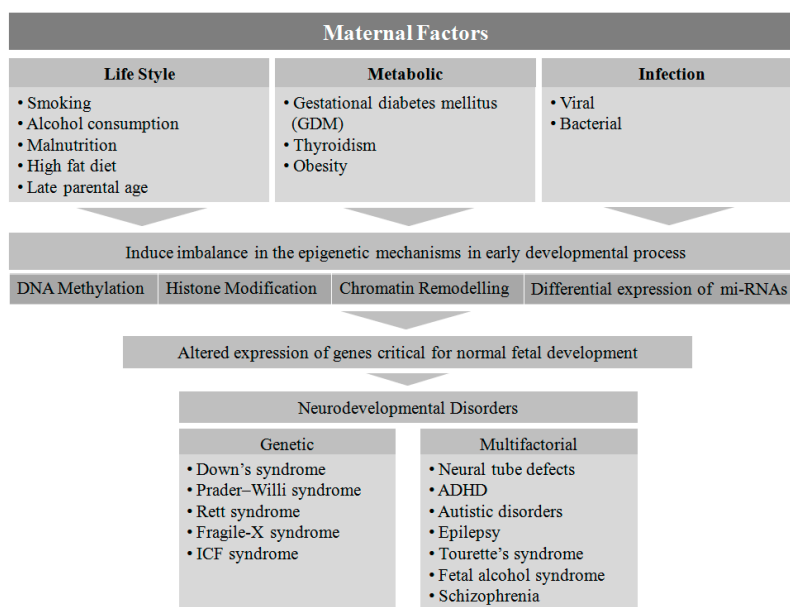 Maternal Factors
Life Style
• Smoking
• Alcohol consumption
• Malnutrition
• High fat diet
• Late parental age
Metabolic
• Gestational diabetes mellitus
(GDM)
• Thyroidism
• Obesity
Infection
• Viral
• Bacterial
Induce imbalance in the epigenetic mechanisms in early developmental process
DNA Methylation
Histone Modification
Chromatin Remodelling
Differential expression of mi-RNAs
Altered expression of genes critical for normal fetal development
Neurodevelopmental Disorders
Genetic
• Down’s syndrome
• Prader–Willi syndrome
• Rett syndrome
• Fragile-X syndrome
• ICF syndrome
Multifactorial
• Neural tube defects
• ADHD
• Autistic disorders
• Epilepsy
• Tourette’s syndrome
• Fetal alcohol syndrome
• Schizophrenia